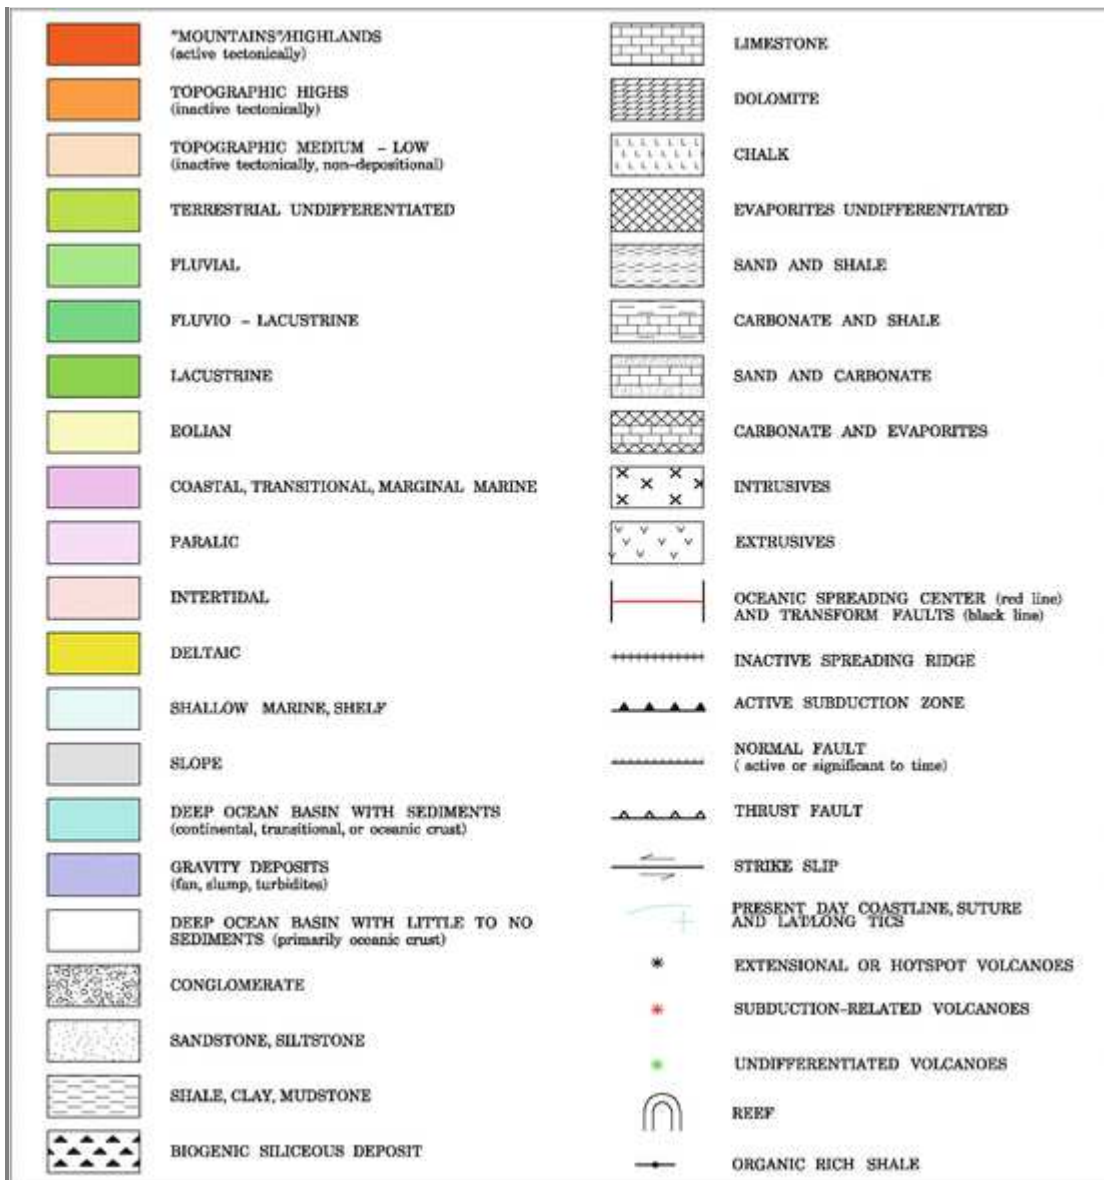 "MOUNTAINS"/HIGHLANDS
(active tectonically)
TOPOGRAPHIC HIGHS
(inactive tectonically)
TOPOGRAPHIC MEDIUM - LOW
(inactive tectonically, non-depositional)
TERRESTRIAL UNDIFFERENTIATED
FLUVIAL
FLUVIO - LACUSTRINE
LACUSTRINE
EOLIAN
COASTAL, TRANSITIONAL, MARGINAL MARINE
PARALIC
INTERTIDAL
DELTAIC
SHALLOW MARINE, SHELF
SLOPE
DEEP OCEAN BASIN WITH SEDIMENTS
(continental, transitional, or oceanic crust)
GRAVITY DEPOSITS
(fan, slump, turbidites)
DEEP OCEAN BASIN WITH LITTLE TO NO
SEDIMENTS (primarily oceanic crust)
CONGLOMERATE
SANDSTONE, SILTSTONE
SHALE, CLAY, MUDSTONE
BIOGENIC SILICEOUS DEPOSIT
LIMESTONE
DOLOMITE
CHALK
EVAPORITES UNDIFFERENTIATED
SAND AND SHALE
CARBONATE AND SHALE
SAND AND CARBONATE
CARBONATE AND EVAPORITES
INTRUSIVES
EXTRUSIVES
OCEANIC SPREADING CENTER (red line)
AND TRANSFORM FAULTS (black line)
INACTIVE SPREADING RIDGE
ACTIVE SUBDUCTION ZONE
NORMAL FAULT
( active or significant to time)
THRUST FAULT
STRIKE SLIP
PRESENT DAY COASTLINE, SUTURE
AND LAT/LONG TICS
EXTENSIONAL OR HOTSPOT VOLCANOES
SUBDUCTION-RELATED VOLCANOES
UNDIFFERENTIATED VOLCANOES
REEF
ORGANIC RICH SHALE